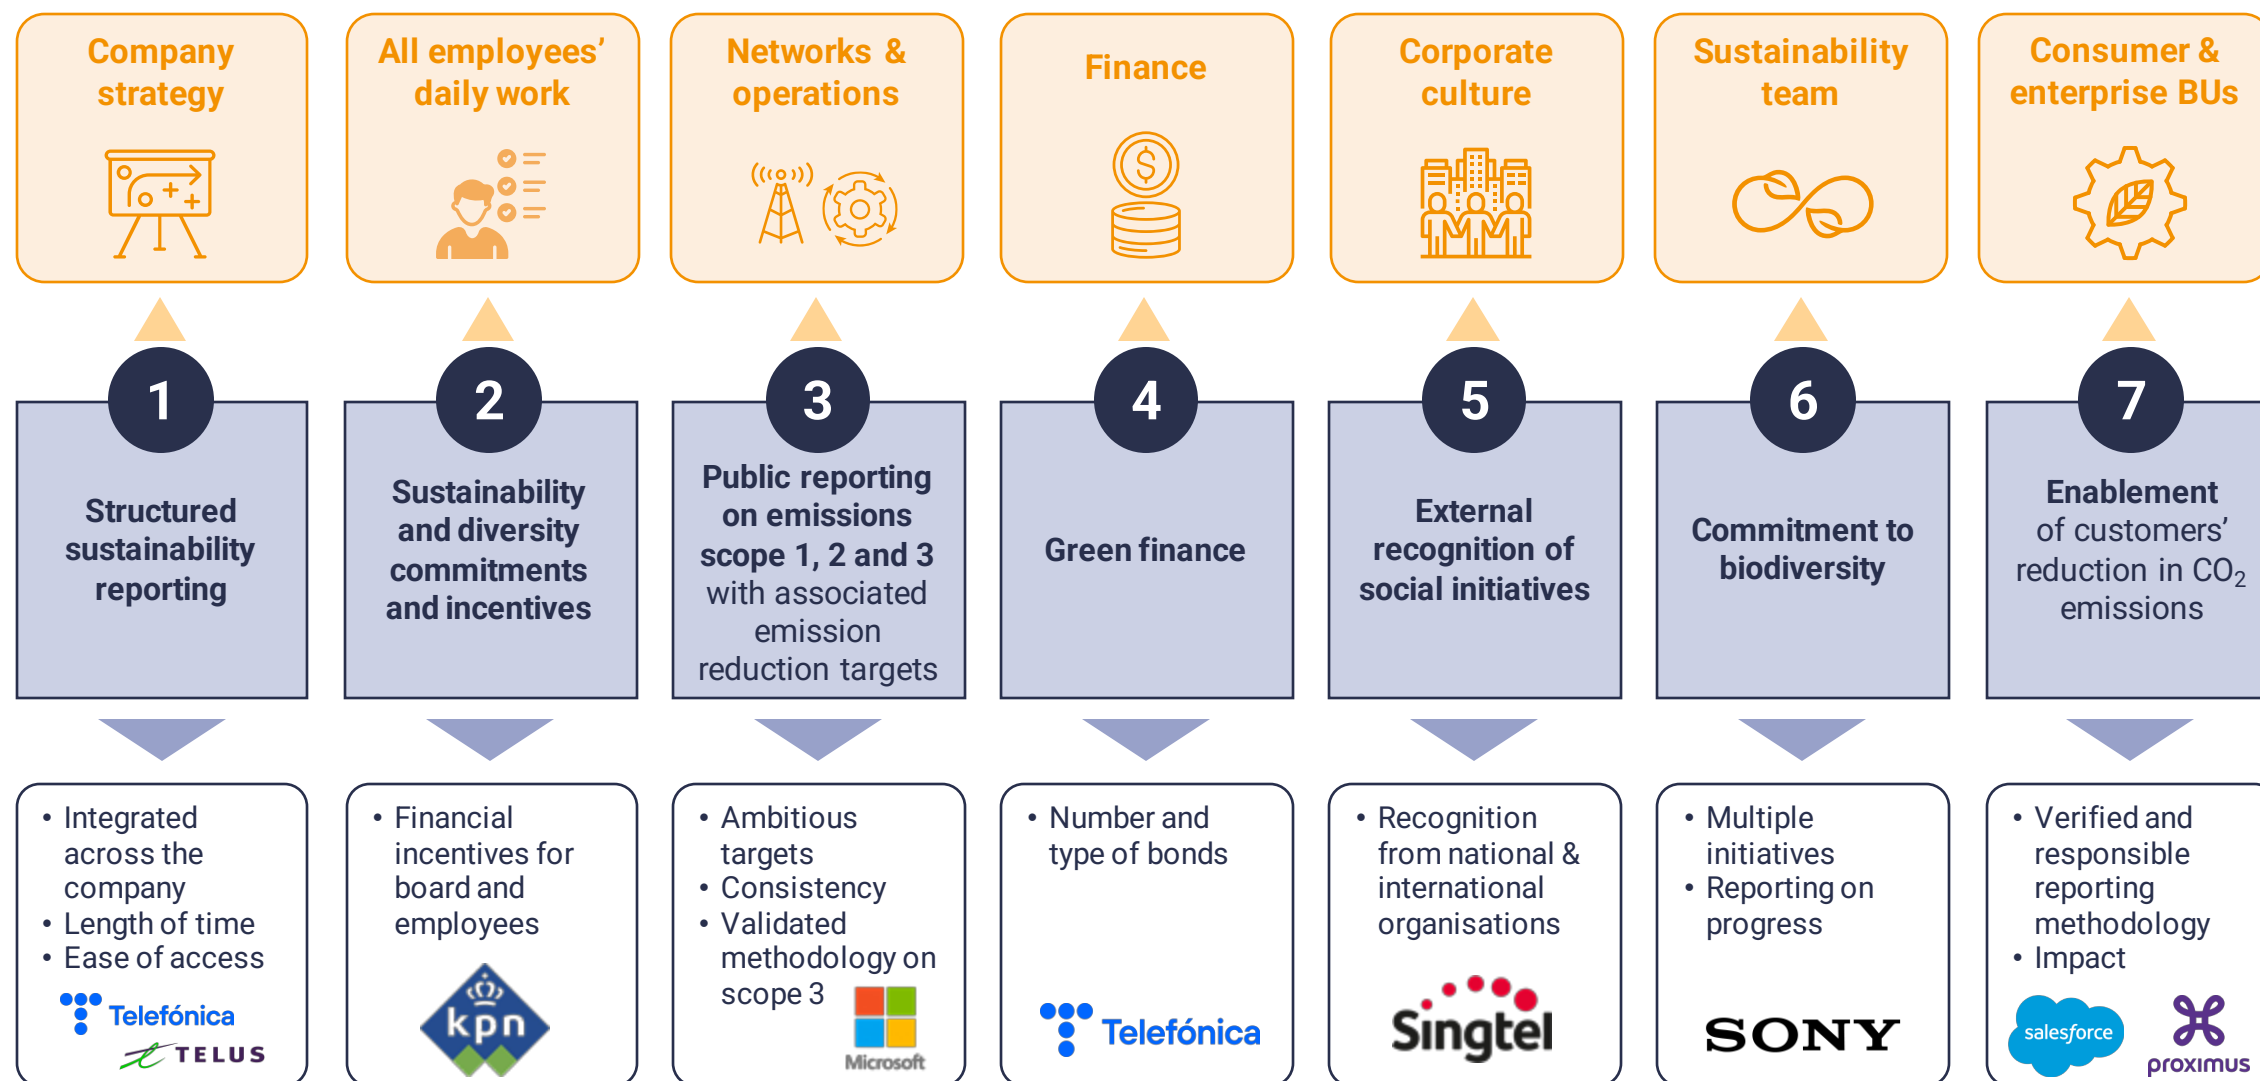 Company
strategy
All employees’
daily work
Networks &
operations
Finance
Corporate
culture
Sustainability
team
Consumer &
enterprise BUs
1
Structured
sustainability
reporting
2
Sustainability
and diversity
commitments
and incentives
3
Public reporting
on emissions
scope 1, 2 and 3
with associated
emission
reduction targets
4
Green finance
5
External
recognition of
social initiatives
6
Commitment to
biodiversity
7
Enablement
of customers’
reduction in CO₂
emissions
• Integrated
across the
company
• Length of time
• Ease of access
Telefónica
TELUS
• Financial
incentives for
board and
employees
kpn
• Ambitious
targets
• Consistency
• Validated
methodology on
scope 3
Microsoft
• Number and
type of bonds
Telefónica
• Recognition
from national &
international
organisations
Singtel
• Multiple
initiatives
• Reporting on
progress
SONY
• Verified and
responsible
reporting
methodology
• Impact
salesforce
proximus